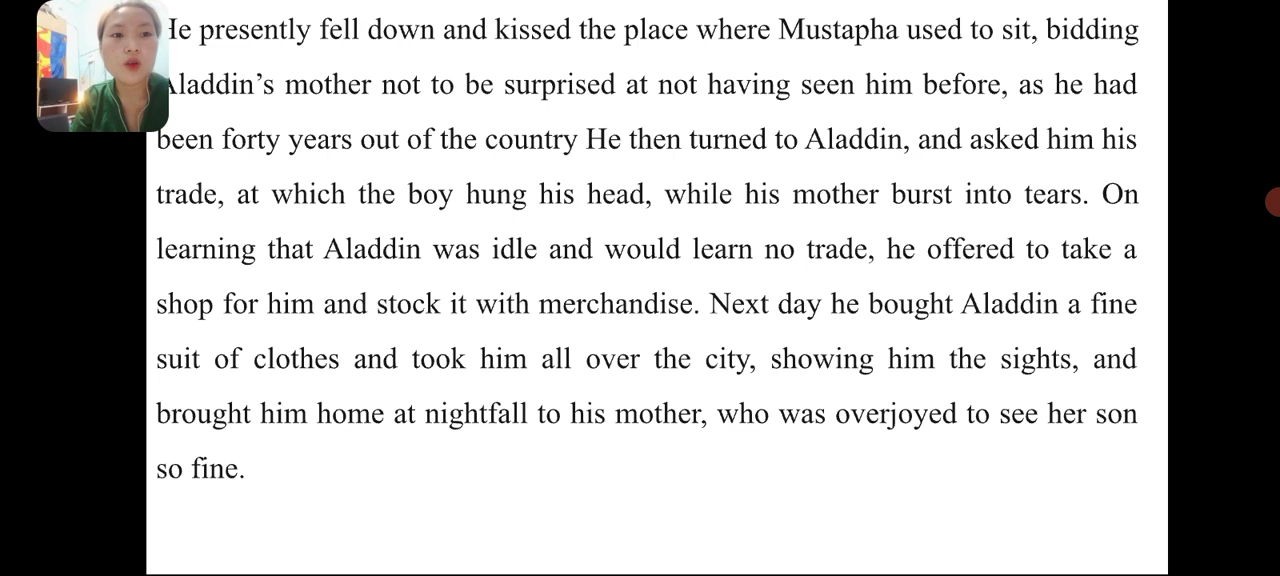 He presently fell down and kissed the place where Mustapha used to sit, bidding
Aladdin’s mother not to be surprised at not having seen him before, as he had
been forty years out of the country He then turned to Aladdin, and asked him his
trade, at which the boy hung his head, while his mother burst into tears. On
learning that Aladdin was idle and would learn no trade, he offered to take a
shop for him and stock it with merchandise. Next day he bought Aladdin a fine
suit of clothes and took him all over the city, showing him the sights, and
brought him home at nightfall to his mother, who was overjoyed to see her son
so fine.